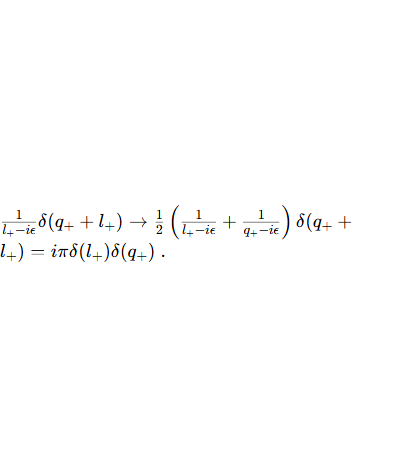 \frac{1}{l_+ - i\epsilon} \delta(q_+ + l_+) \to \frac{1}{2} \left( \frac{1}{l_+ - i\epsilon} + \frac{1}{q_+ - i\epsilon} \right) \delta(q_+ +
l_+) = i\pi\delta(l_+)\delta(q_+) .